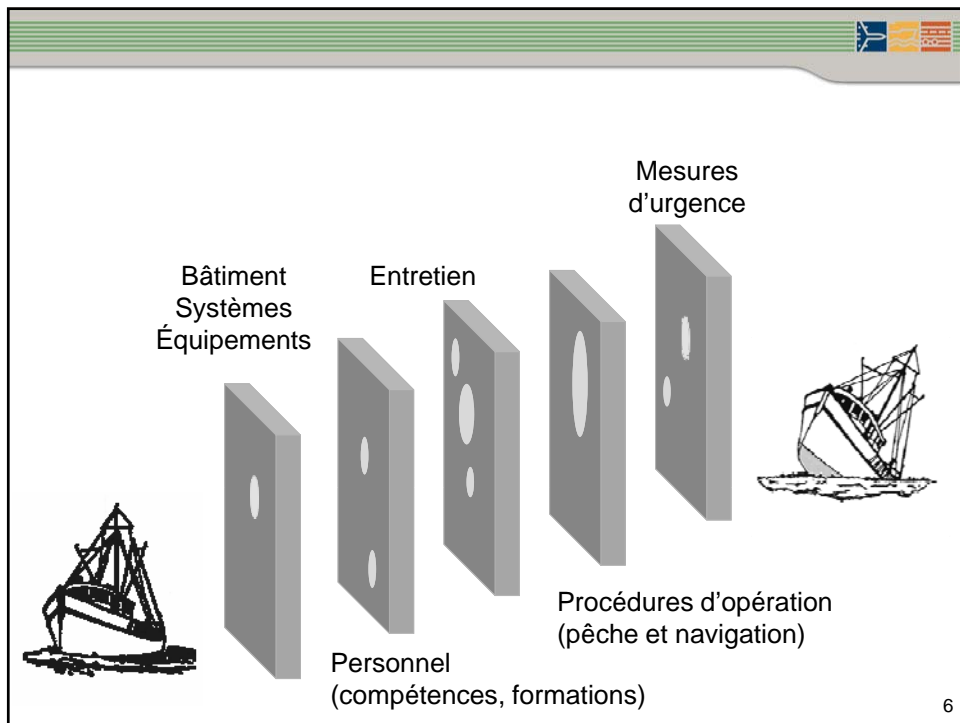 Mesures
d'urgence
Bâtiment
Systèmes
Équipements
Entretien
Procédures d'opération
(pêche et navigation)
Personnel
(compétences, formations)
6